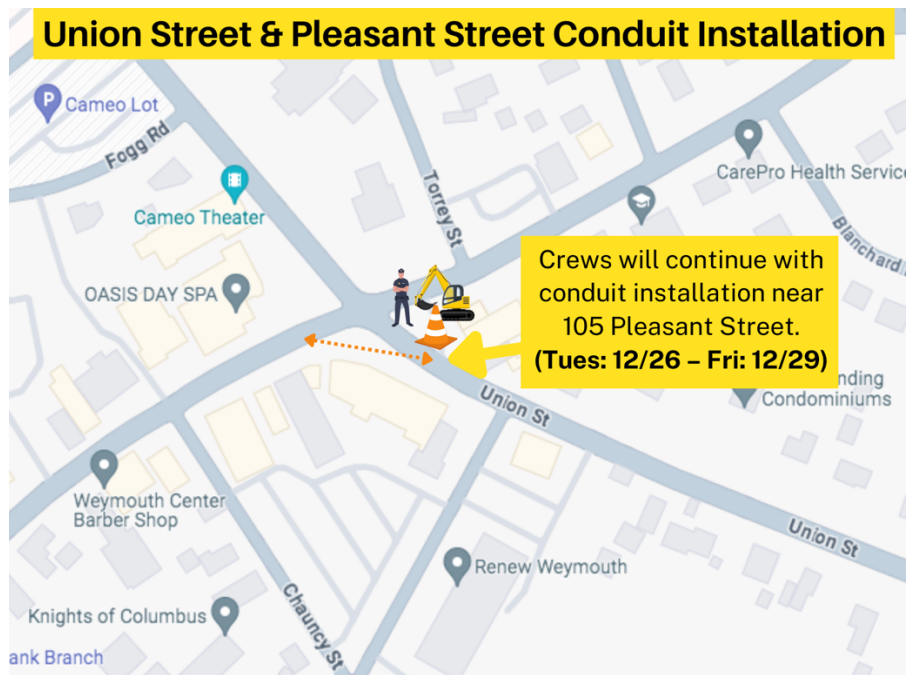 Union Street & Pleasant Street Conduit Installation
P
Cameo Lot
Fogg Rd
Cameo Theater
Torrey St
CarePro Health Service
Blanchard
OASIS DAY SPA
Crews will continue with
conduit installation near
105 Pleasant Street.
(Tues: 12/26 – Fri: 12/29)
nding
Condominiums
Union St
Weymouth Center
Barber Shop
Union St
Renew Weymouth
Chauncy St
Knights of Columbus
ank Branch